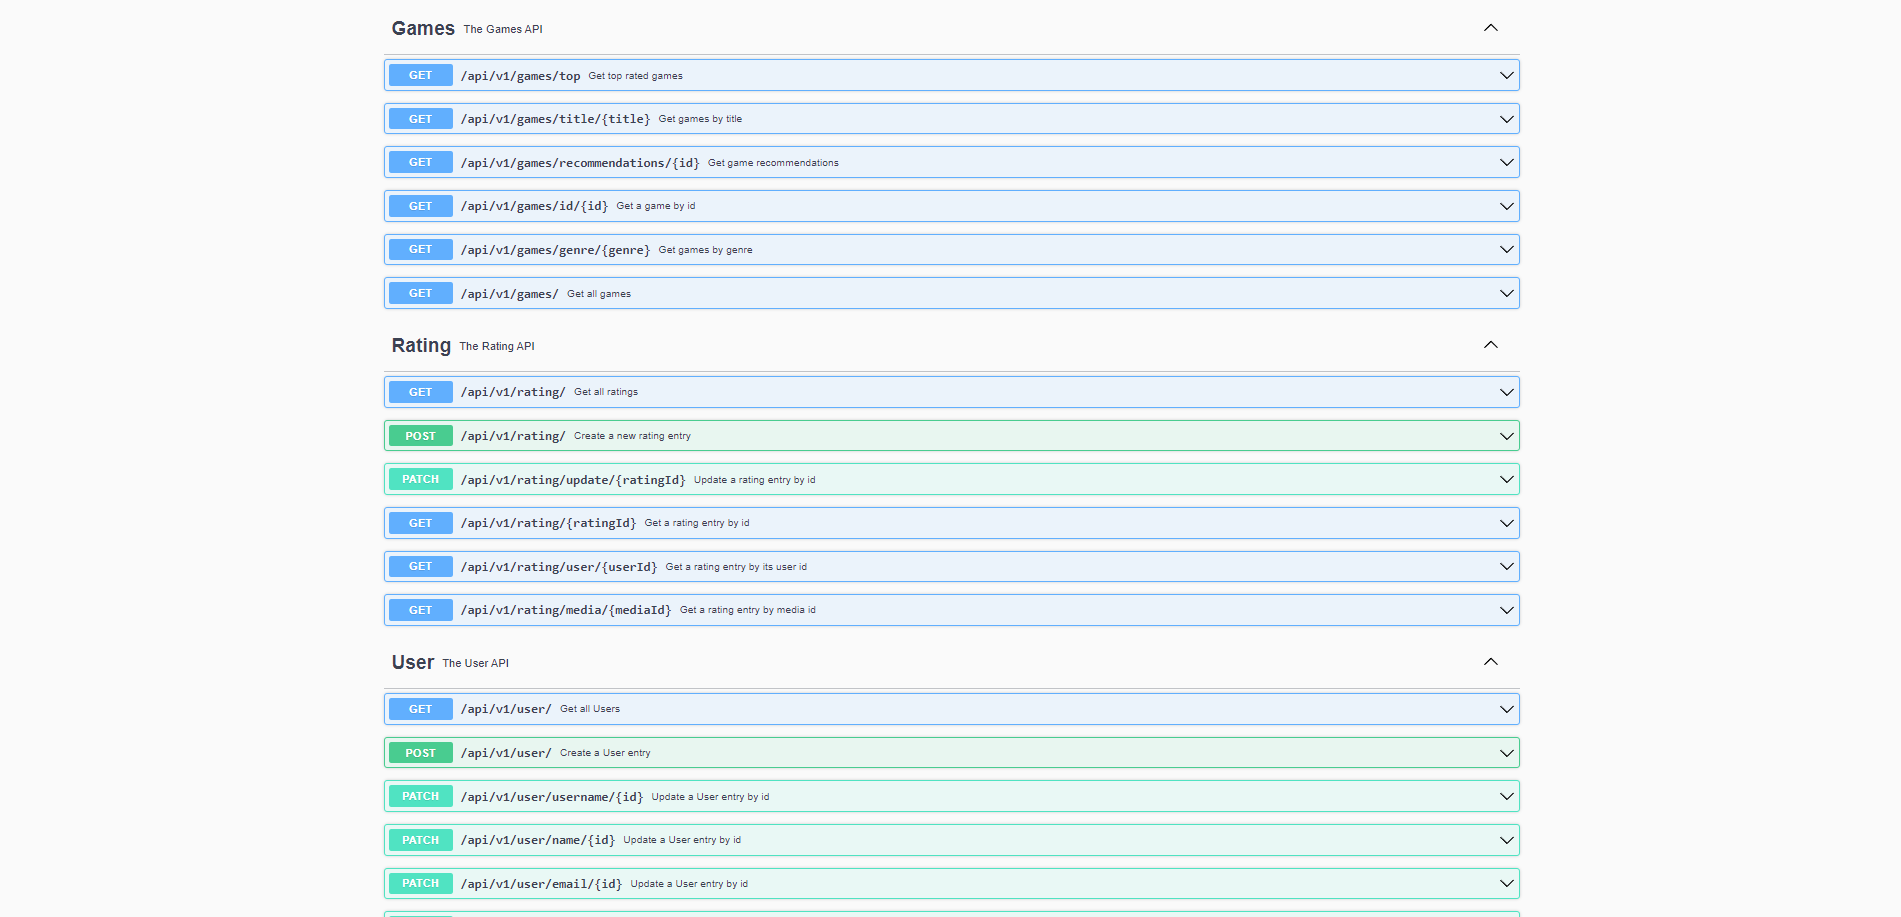 Games The Games API
GET /api/v1/games/top Get top rated games
GET /api/v1/games/title/{title} Get games by title
GET /api/v1/games/recommendations/{id} Get game recommendations
GET /api/v1/games/id/{id} Get a game by id
GET /api/v1/games/genre/{genre} Get games by genre
GET /api/v1/games/ Get all games
Rating The Rating API
GET /api/v1/rating/ Get all ratings
POST /api/v1/rating/ Create a new rating entry
PATCH /api/v1/rating/update/{ratingId} Update a rating entry by id
GET /api/v1/rating/{ratingId} Get a rating entry by id
GET /api/v1/rating/user/{userId} Get a rating entry by its user id
GET /api/v1/rating/media/{mediaId} Get a rating entry by media id
User The User API
GET /api/v1/user/ Get all Users
POST /api/v1/user/ Create a User entry
PATCH /api/v1/user/username/{id} Update a User entry by id
PATCH /api/v1/user/name/{id} Update a User entry by id
PATCH /api/v1/user/email/{id} Update a User entry by id